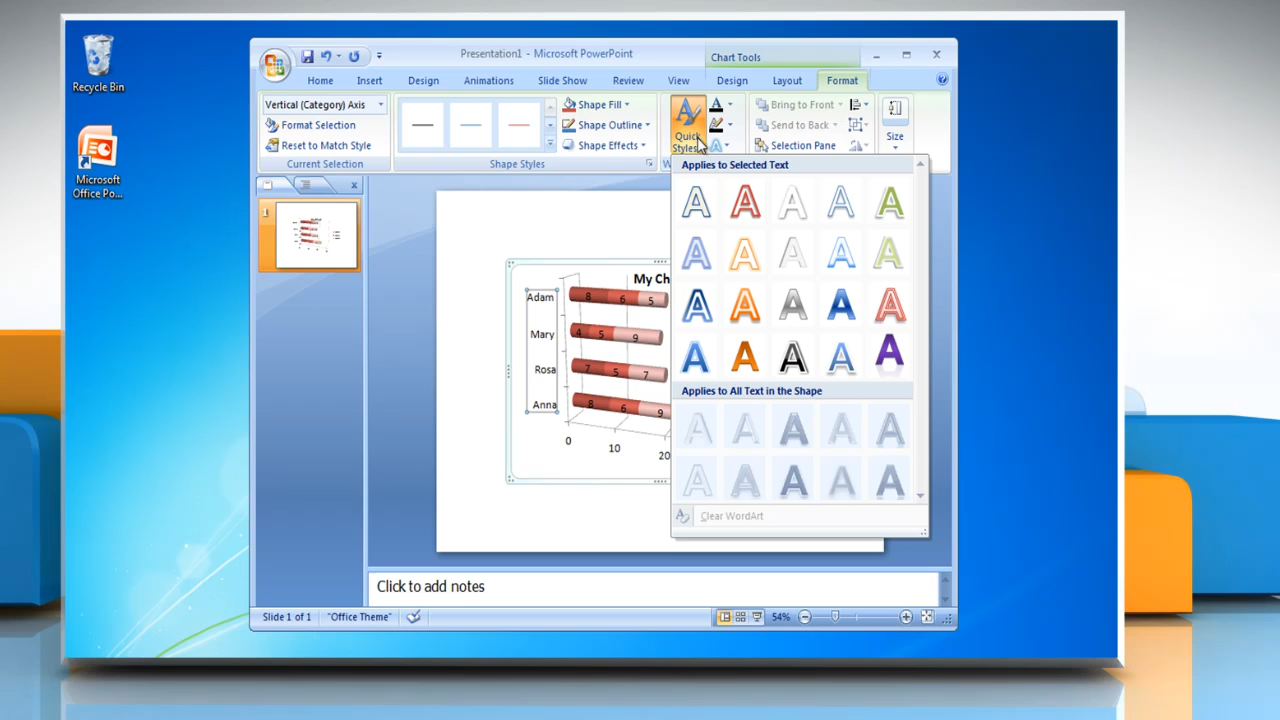 Recycle Bin
Microsoft
Office Po...
Presentation1 - Microsoft PowerPoint
Chart Tools
Home Insert Design Animations Slide Show Review View Design Layout Format
Vertical (Category) Axis
Format Selection
Reset to Match Style
Current Selection
Shape Fill
Shape Outline
Shape Effects
Shape Styles
Quick
Styles
Bring to Front
Send to Back
Selection Pane
Size
1
Applies to Selected Text
Applies to All Text in the Shape
Clear WordArt
My Ch
Adam 8 6 5
Mary 4 5 9
Rosa 7 5 7
Anna 8 6 9
0 10 20
Click to add notes
Slide 1 of 1 "Office Theme" 54%